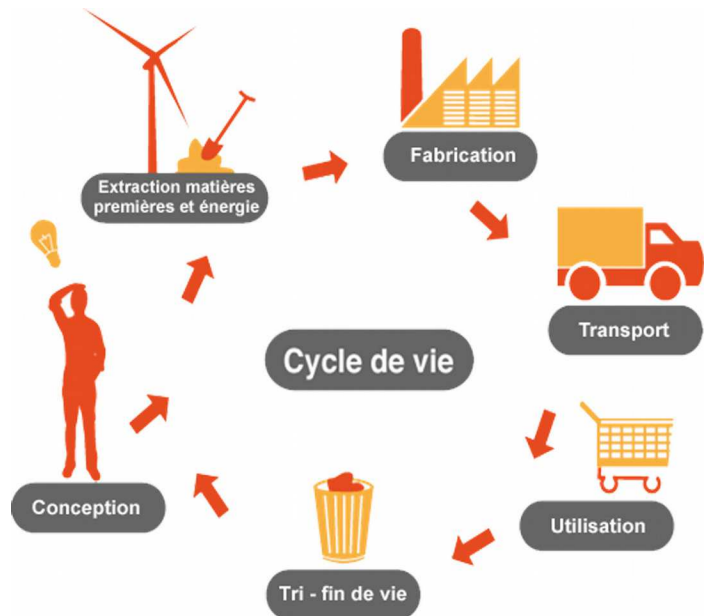 Extraction matières
premières et énergie
Fabrication
Transport
Cycle de vie
Conception
Utilisation
Tri - fin de vie